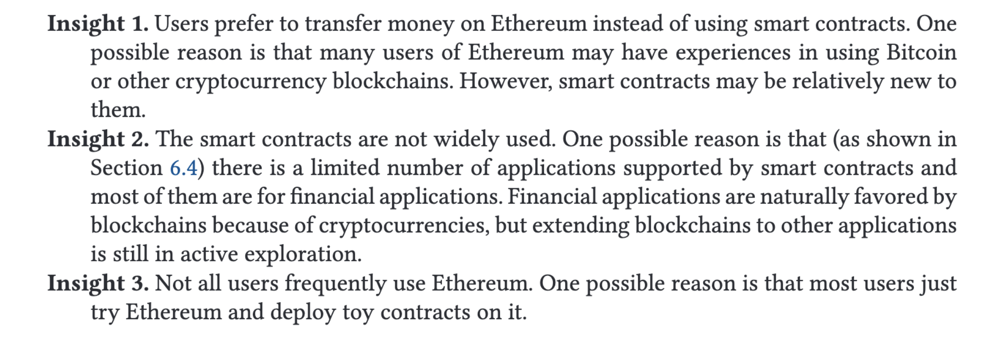 Insight 1. Users prefer to transfer money on Ethereum instead of using smart contracts. One
possible reason is that many users of Ethereum may have experiences in using Bitcoin
or other cryptocurrency blockchains. However, smart contracts may be relatively new to
them.
Insight 2. The smart contracts are not widely used. One possible reason is that (as shown in
Section 6.4) there is a limited number of applications supported by smart contracts and
most of them are for financial applications. Financial applications are naturally favored by
blockchains because of cryptocurrencies, but extending blockchains to other applications
is still in active exploration.
Insight 3. Not all users frequently use Ethereum. One possible reason is that most users just
try Ethereum and deploy toy contracts on it.